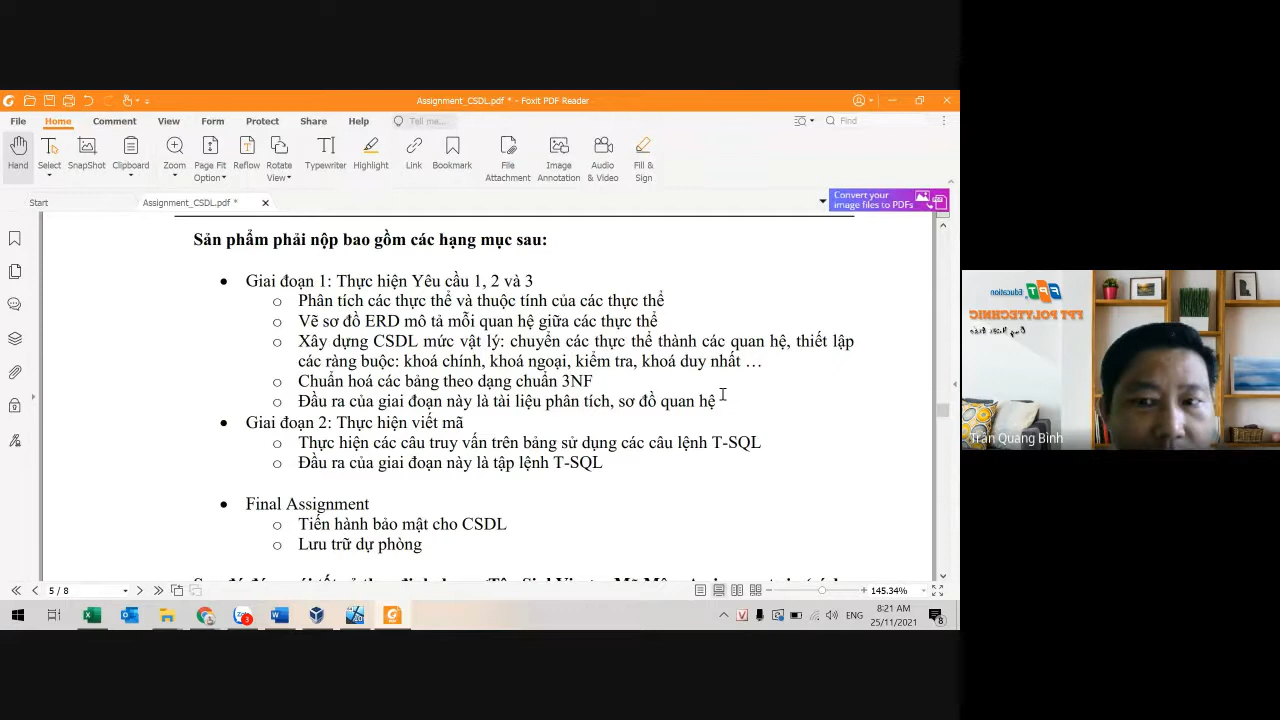 Assignment_CSDL.pdf * - Foxit PDF Reader
File Home Comment View Form Protect Share Help Tell me... Find
Hand Select SnapShot Clipboard Zoom Page Fit Option Reflow Rotate View Typewriter Highlight Link Bookmark File Attachment Image Annotation Audio & Video Fill & Sign
Start Assignment_CSDL.pdf *
Convert your
image files to PDFs
Sản phẩm phải nộp bao gồm các hạng mục sau:
• Giai đoạn 1: Thực hiện Yêu cầu 1, 2 và 3
o Phân tích các thực thể và thuộc tính của các thực thể
o Vẽ sơ đồ ERD mô tả mỗi quan hệ giữa các thực thể
o Xây dựng CSDL mức vật lý: chuyển các thực thể thành các quan hệ, thiết lập
các ràng buộc: khoá chính, khoá ngoại, kiểm tra, khoá duy nhất …
o Chuẩn hoá các bảng theo dạng chuẩn 3NF
o Đầu ra của giai đoạn này là tài liệu phân tích, sơ đồ quan hệ
• Giai đoạn 2: Thực hiện viết mã
o Thực hiện các câu truy vấn trên bảng sử dụng các câu lệnh T-SQL
o Đầu ra của giai đoạn này là tập lệnh T-SQL
• Final Assignment
o Tiến hành bảo mật cho CSDL
o Lưu trữ dự phòng
5 / 8
145.34%
ENG
8:21 AM
25/11/2021
8
FPT Education
FPT POLYTECHNIC
Trần Quang Bình